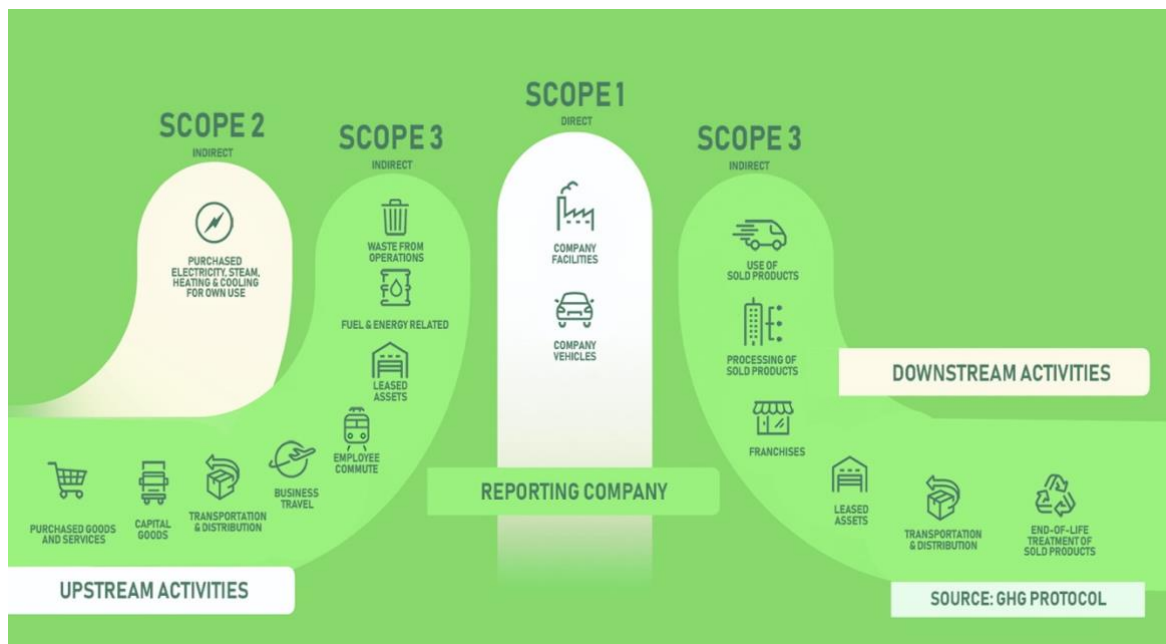 SCOPE 2
INDIRECT
PURCHASED
ELECTRICITY, STEAM,
HEATING & COOLING
FOR OWN USE
SCOPE 3
INDIRECT
WASTE FROM
OPERATIONS
FUEL & ENERGY RELATED
LEASED
ASSETS
EMPLOYEE
COMMUTE
BUSINESS
TRAVEL
TRANSPORTATION
& DISTRIBUTION
CAPITAL
GOODS
PURCHASED GOODS
AND SERVICES
UPSTREAM ACTIVITIES
SCOPE 1
DIRECT
COMPANY
FACILITIES
COMPANY
VEHICLES
REPORTING COMPANY
SCOPE 3
INDIRECT
USE OF
SOLD PRODUCTS
PROCESSING OF
SOLD PRODUCTS
FRANCHISES
LEASED
ASSETS
TRANSPORTATION
& DISTRIBUTION
END-OF-LIFE
TREATMENT OF
SOLD PRODUCTS
DOWNSTREAM ACTIVITIES
SOURCE: GHG PROTOCOL